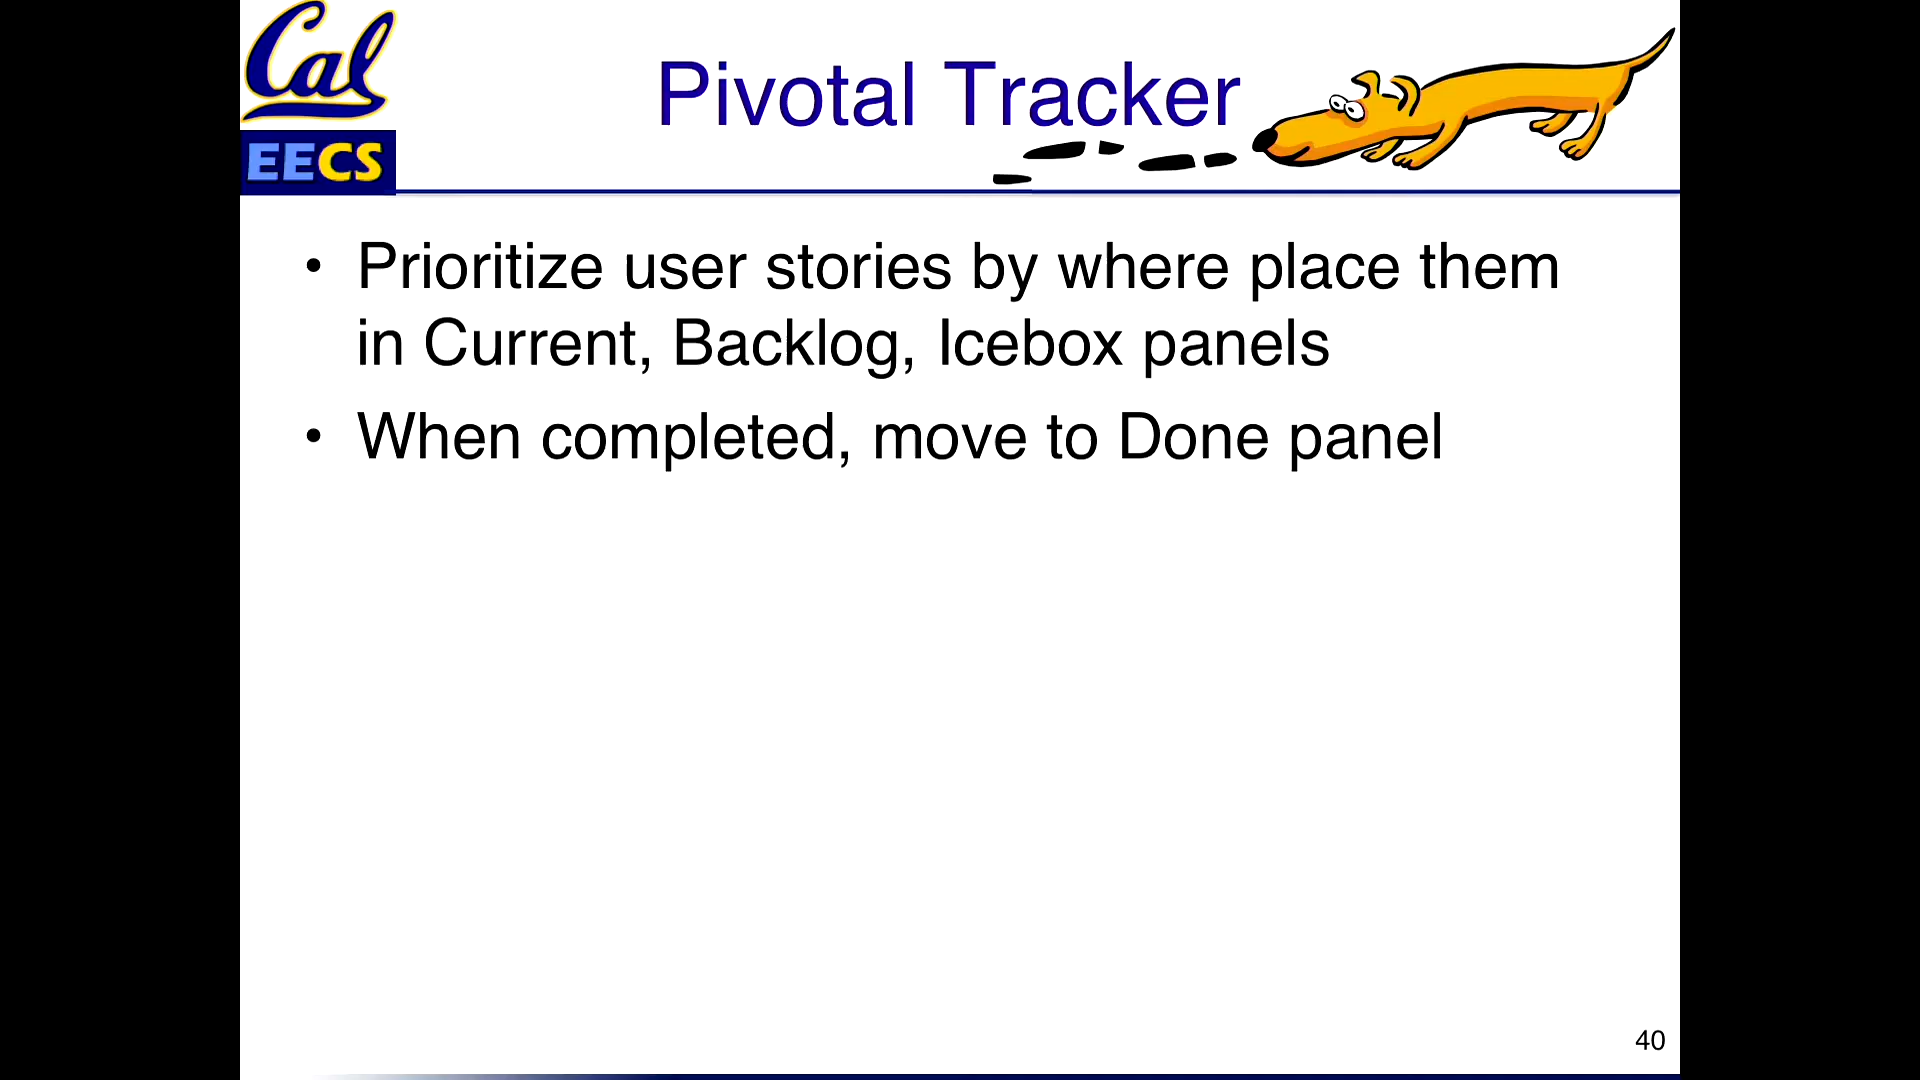 Cal
EECS
Pivotal Tracker
• Prioritize user stories by where place them
in Current, Backlog, Icebox panels
• When completed, move to Done panel
40